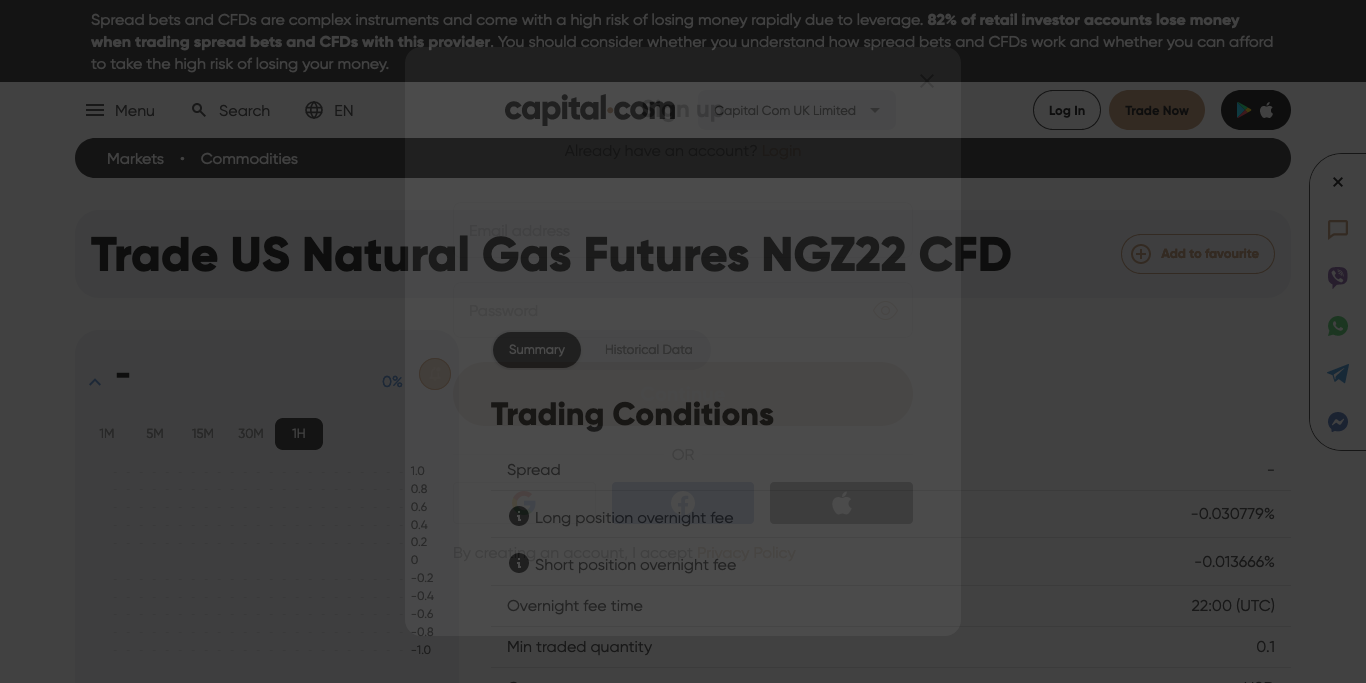 Spread bets and CFDs are complex instruments and come with a high risk of losing money rapidly due to leverage. 82% of retail investor accounts lose money
when trading spread bets and CFDs with this provider. You should consider whether you understand how spread bets and CFDs work and whether you can afford
to take the high risk of losing your money.
Menu Search EN capital.com Sign up Capital Com UK Limited Log In Trade Now
Already have an account? Login
Markets • Commodities
Email address
Trade US Natural Gas Futures NGZ22 CFD Add to favourite
Password
Summary Historical Data
- 0%
Trading Conditions
1M 5M 15M 30M 1H
OR
Spread -
Long position overnight fee -0.030779%
By creating an account, I accept Privacy Policy
Short position overnight fee -0.013666%
Overnight fee time 22:00 (UTC)
Min traded quantity 0.1
1.0
0.8
0.6
0.4
0.2
0
-0.2
-0.4
-0.6
-0.8
-1.0